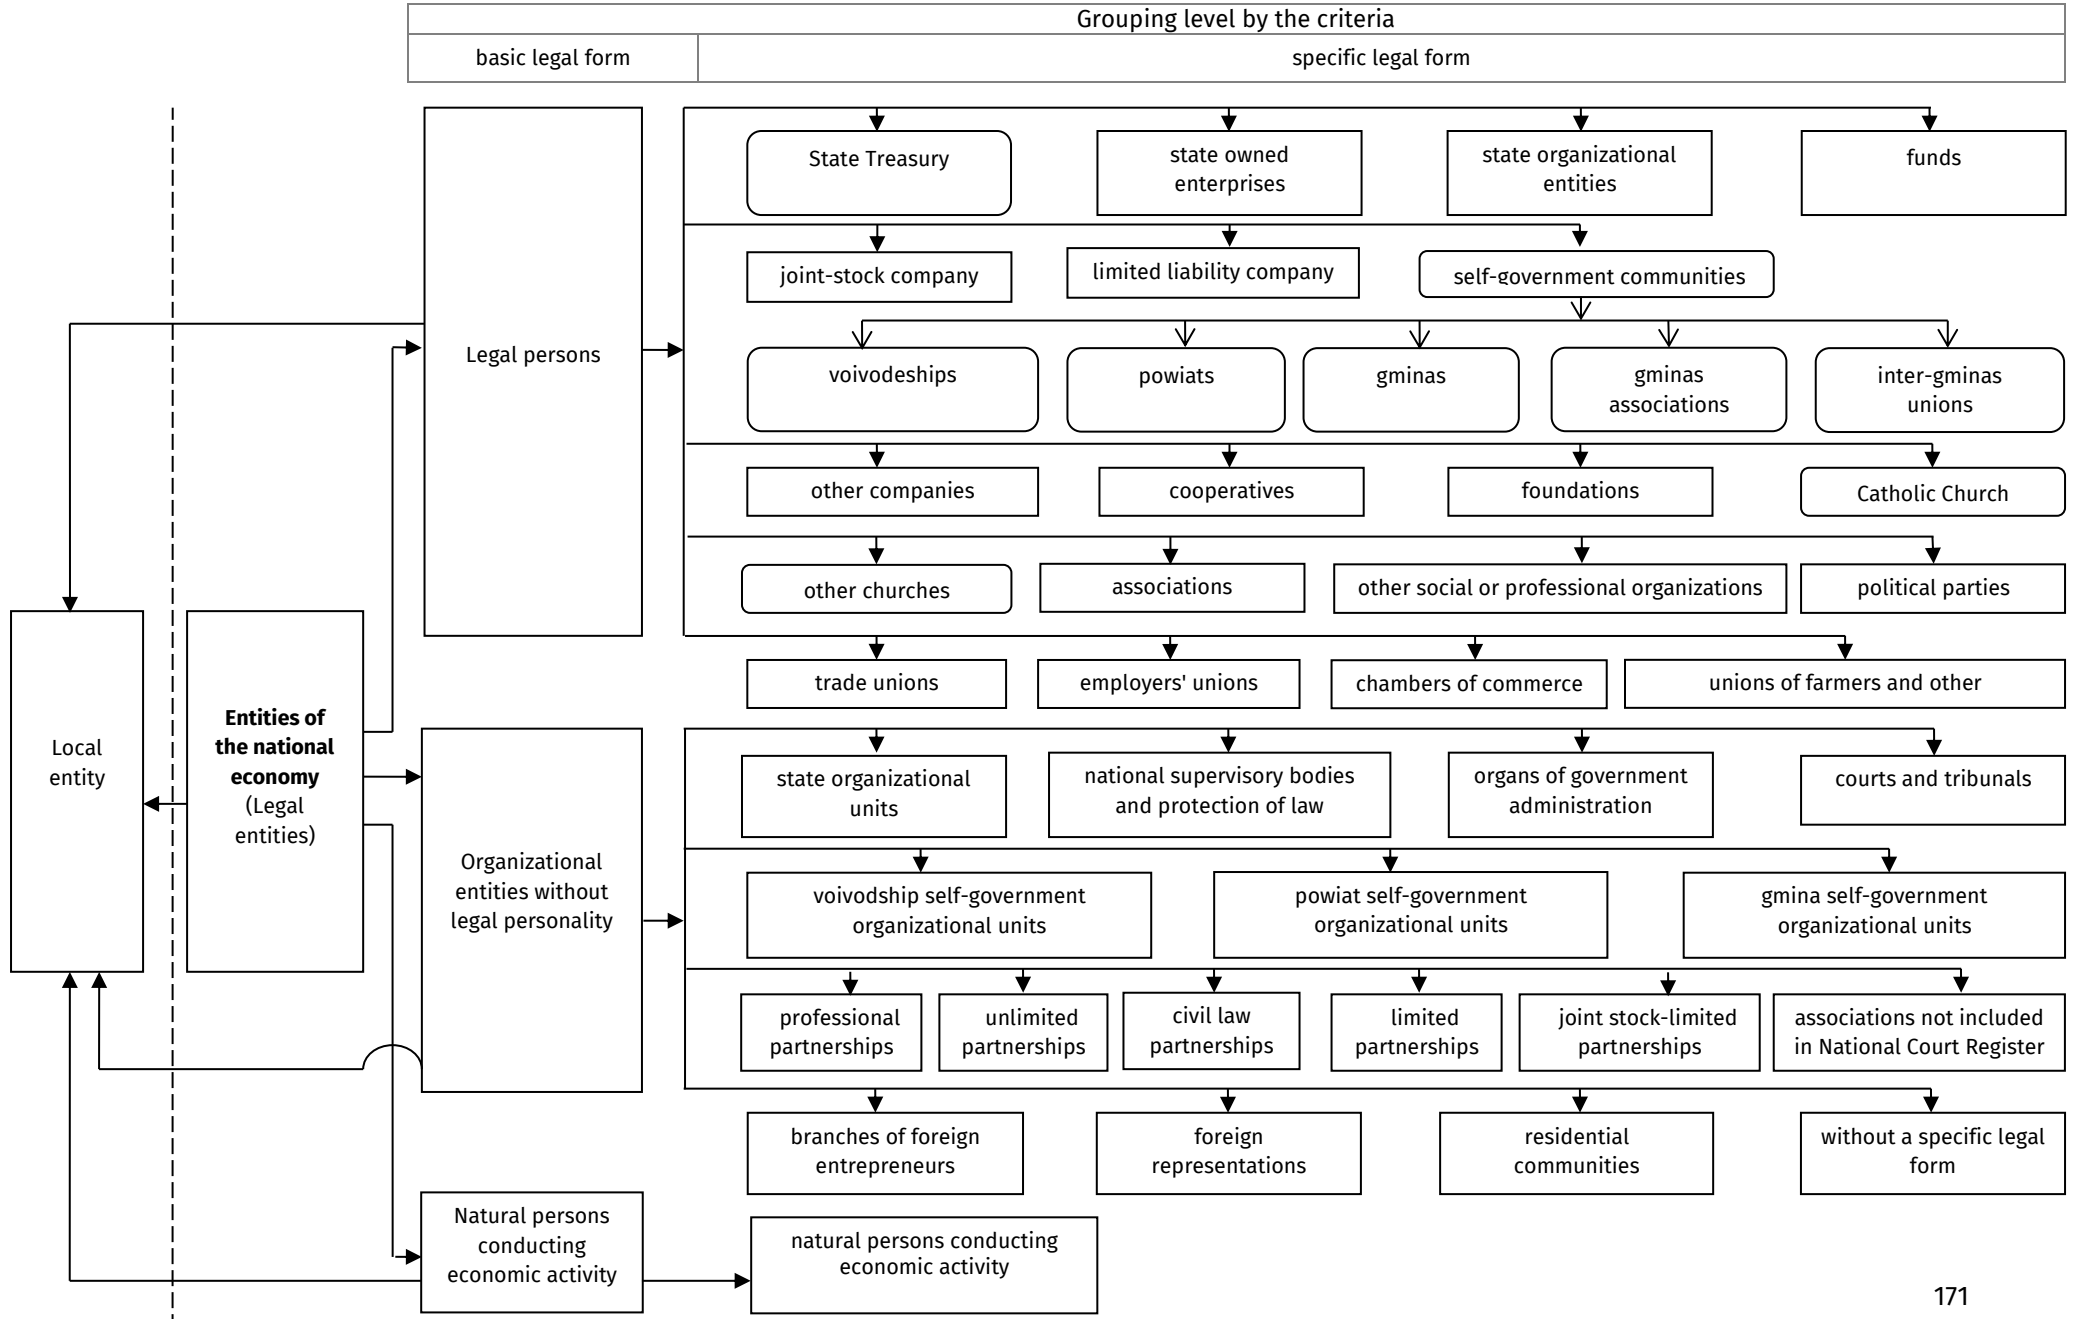 Grouping level by the criteria
basic legal form
specific legal form
State Treasury
state owned
enterprises
state organizational
entities
funds
joint-stock company
limited liability company
self-government communities
Legal persons
voivodeships
powiats
gminas
gminas
associations
inter-gminas
unions
other companies
cooperatives
foundations
Catholic Church
other churches
associations
other social or professional organizations
political parties
trade unions
employers' unions
chambers of commerce
unions of farmers and other
Local
entity
Entities of
the national
economy
(Legal
entities)
Organizational
entities without
legal personality
state organizational
units
national supervisory bodies
and protection of law
organs of government
administration
courts and tribunals
voivodship self-government
organizational units
powiat self-government
organizational units
gmina self-government
organizational units
professional
partnerships
unlimited
partnerships
civil law
partnerships
limited
partnerships
joint stock-limited
partnerships
associations not included
in National Court Register
branches of foreign
entrepreneurs
foreign
representations
residential
communities
without a specific legal
form
Natural persons
conducting
economic activity
natural persons conducting
economic activity
171